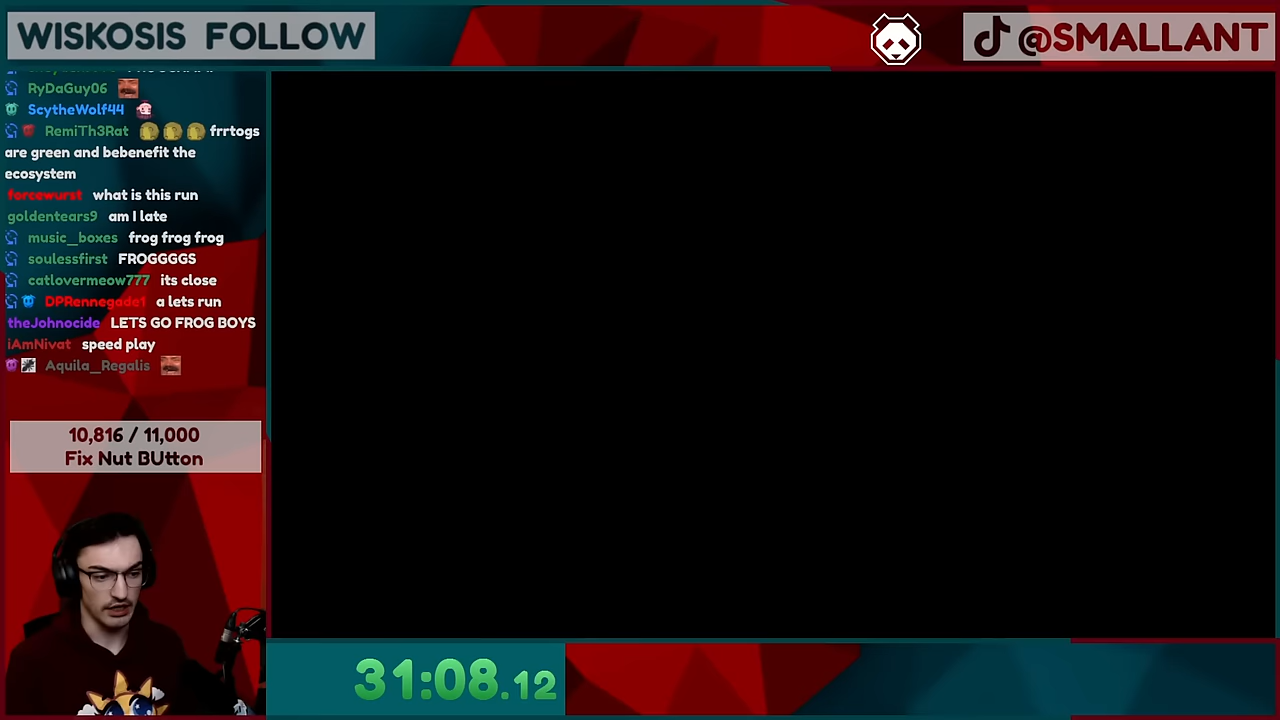 WISKOSIS FOLLOW
@SMALLANT
RyDaGuy06
ScytheWolf44
RemiTh3Rat frrtogs
are green and bebenefit the
ecosystem
forcewurst what is this run
goldentears9 am I late
music_boxes frog frog frog
soulessfirst FROGGGGS
catlovermeow777 its close
DPRennegade1 a lets run
theJohnocide LETS GO FROG BOYS
iAmNivat speed play
Aquila_Regalis
10,816 / 11,000
Fix Nut BUtton
31:08.12